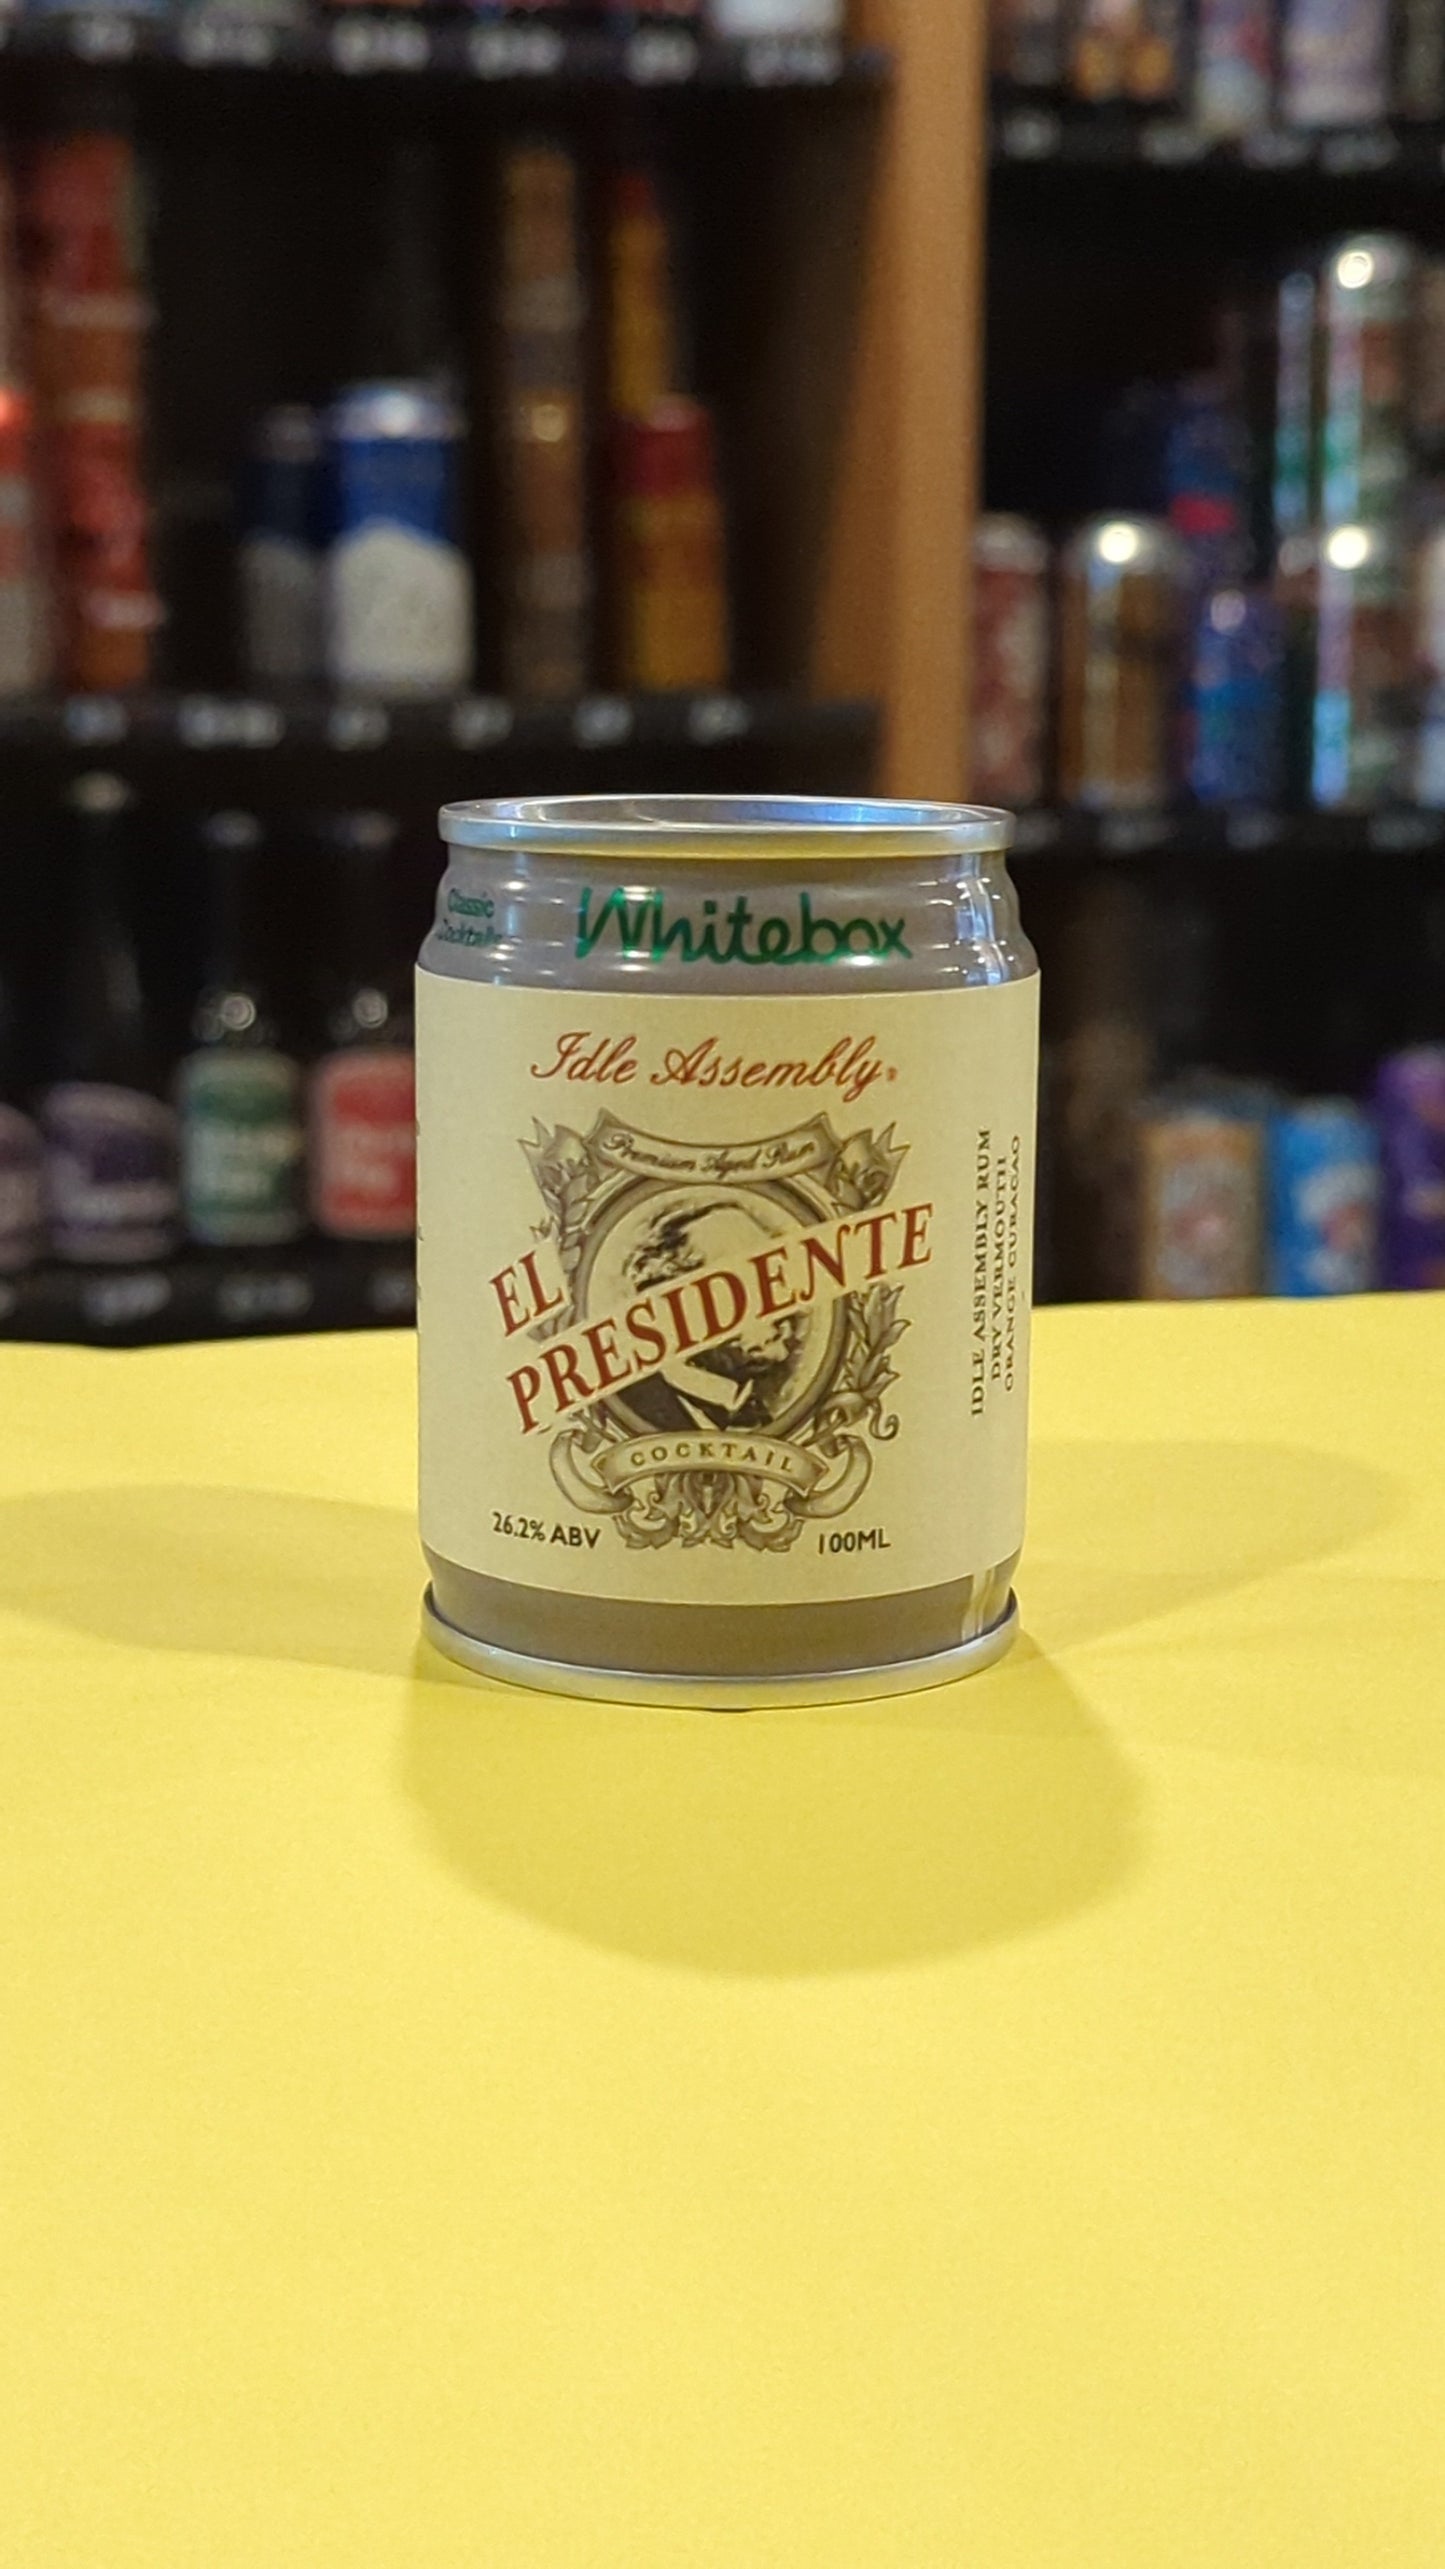 Classic
Cocktails
Whitebox
Idle Assembly
Premium Aged Rum
EL
PRESIDENTE
COCKTAIL
26.2% ABV
100ML
IDLE ASSEMBLY RUM
DRY VERMOUTH
ORANGE CURACAO